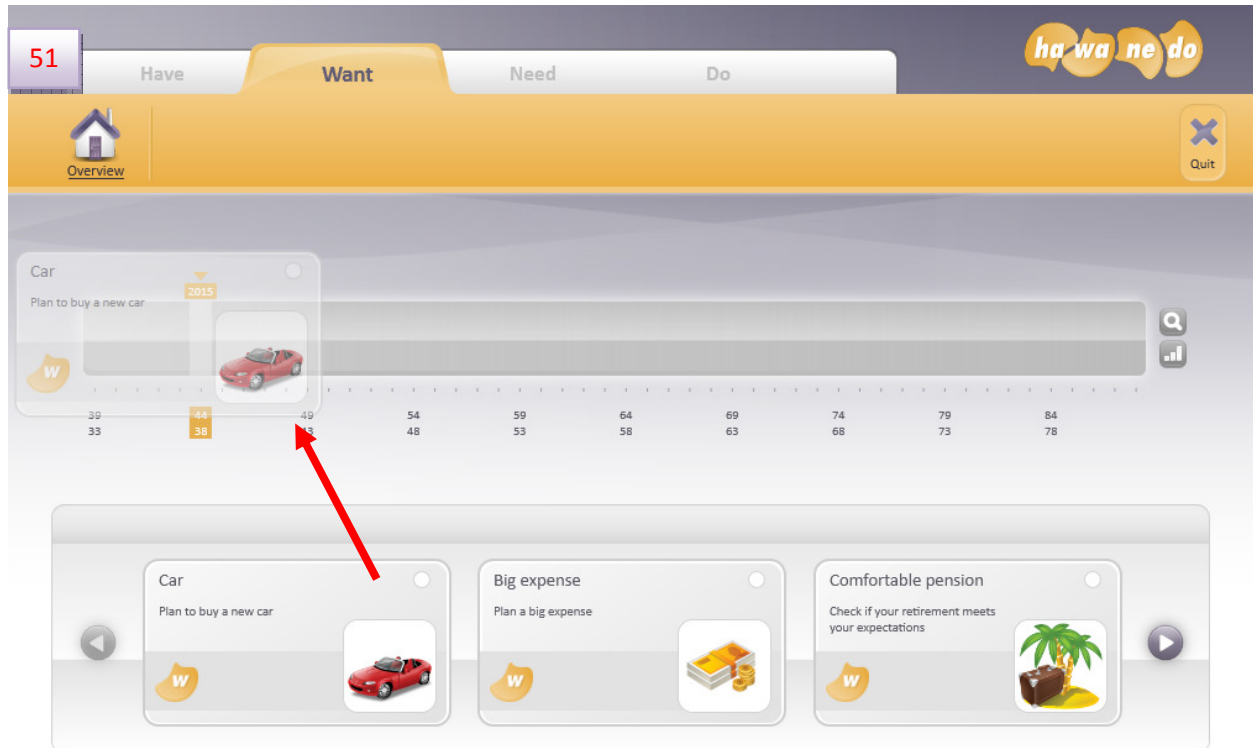 51
Have
Want
Need
Do
ha wa ne do
Overview
Quit
Car
Plan to buy a new car
2015
W
39 44 49 54 59 64 69 74 79 84
33 38 43 48 53 58 63 68 73 78
Car
Plan to buy a new car
W
Big expense
Plan a big expense
W
Comfortable pension
Check if your retirement meets
your expectations
W